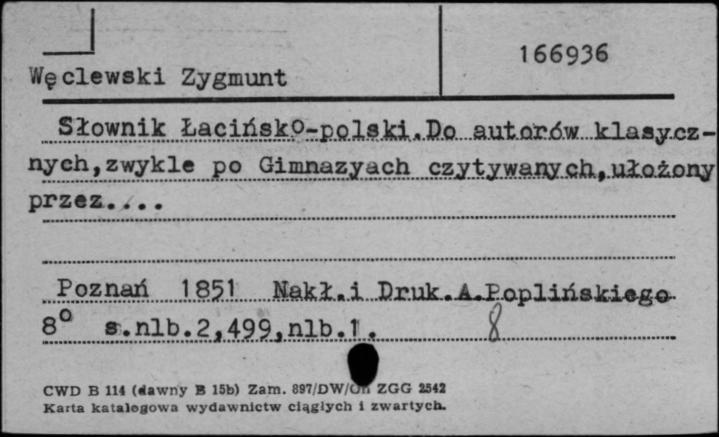 166936
Węclewski Zygmunt
Słownik Łacińsko-polski.Do autorów klasycz-
nych,zwykle po Gimnazyach czytywanych,ułożony
przez....
Poznań 1851 Nakł.i Druk.A.Poplińskiego
8° s.nlb.2,499,nlb.1.
8
CWD B 114 (dawny B 15b) Zam. 897/DW/On ZGG 2542
Karta katalogowa wydawnictw ciągłych i zwartych.